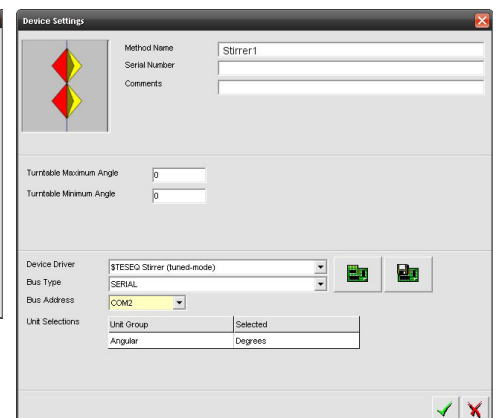 Device Settings
Method Name Stirrer1
Serial Number
Comments
Turntable Maximum Angle 0
Turntable Minimum Angle 0
Device Driver $TESEQ Stirrer (tuned-mode)
Bus Type SERIAL
Bus Address COM2
Unit Selections Unit Group Selected
Angular Degrees